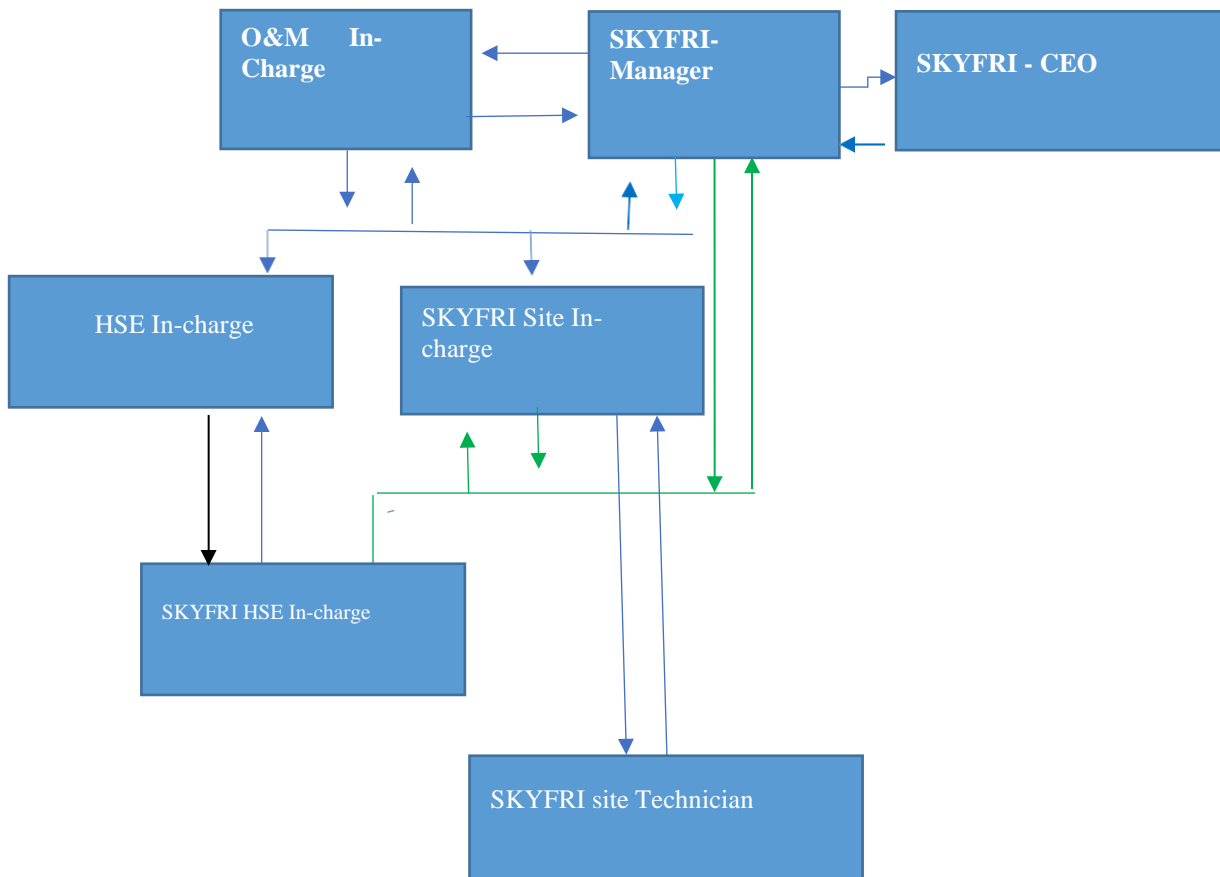 O&M In-
Charge
SKYFRI-
Manager
SKYFRI - CEO
HSE In-charge
SKYFRI Site In-
charge
SKYFRI HSE In-charge
SKYFRI site Technician